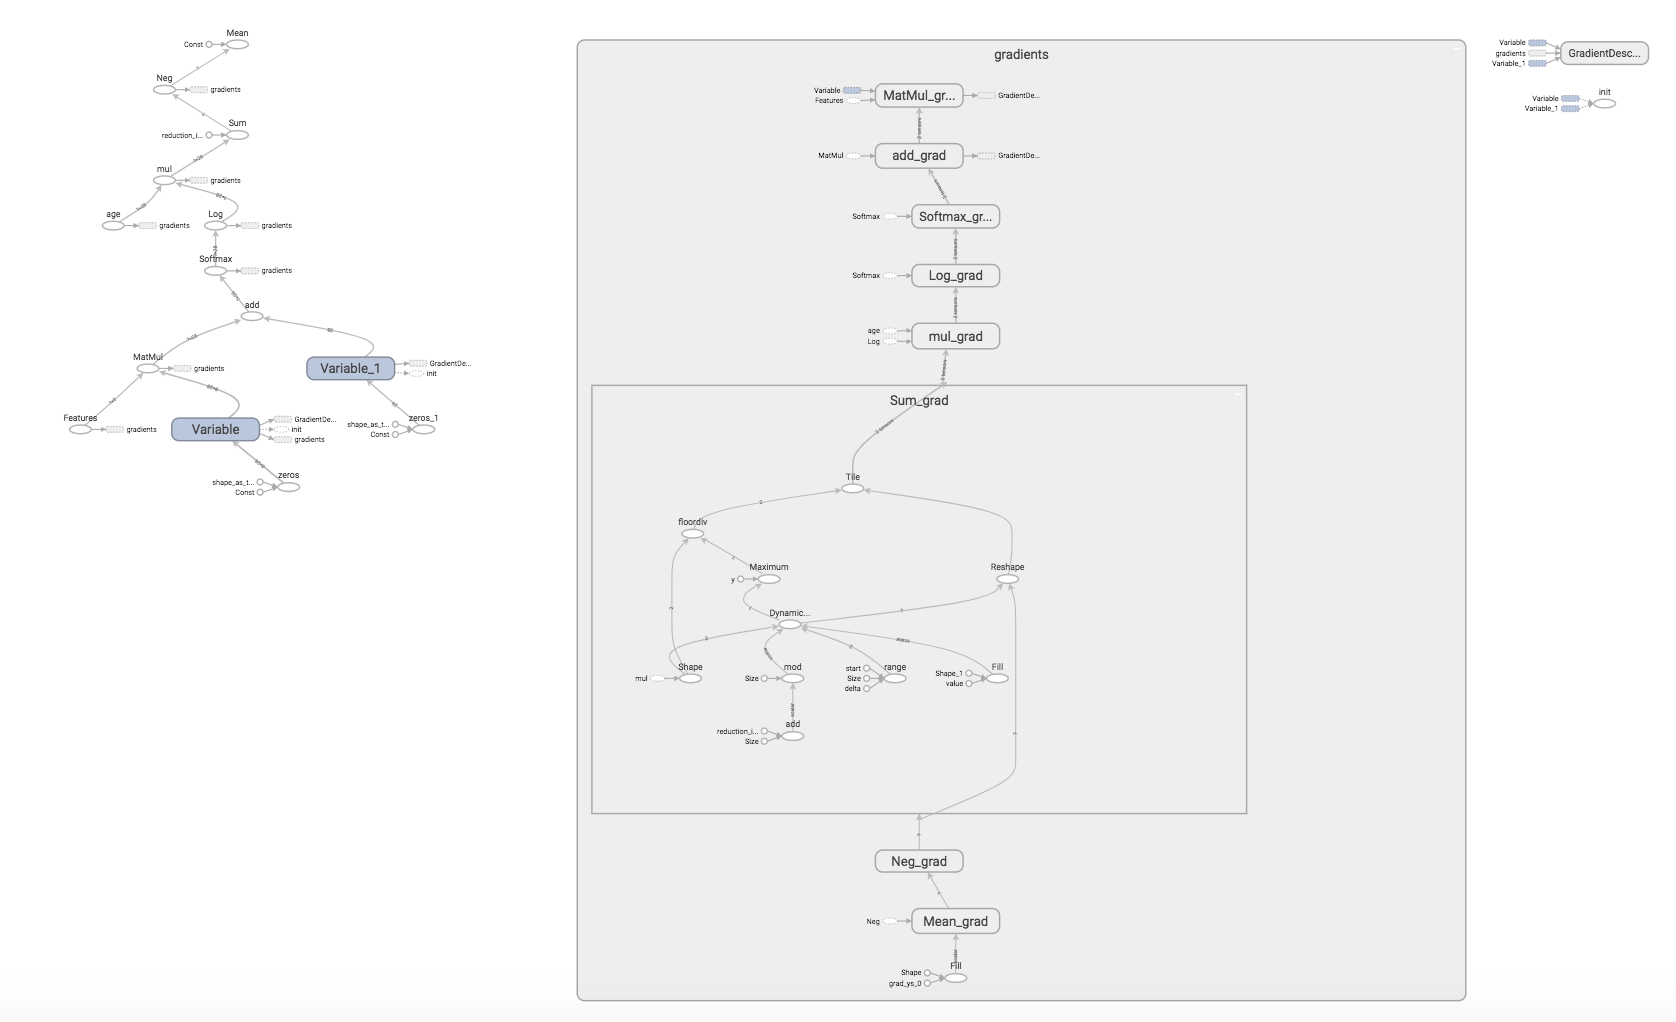 Mean
Const
Neg
gradients
Sum
reduction_i...
mul
gradients
age
gradients
Log
gradients
Softmax
gradients
add
MatMul
gradients
Variable_1
GradientDe...
init
Features
gradients
Variable
GradientDe...
init
gradients
zeros_1
shape_as_t...
Const
zeros
shape_as_t...
Const
gradients
Variable
Features
MatMul_gr...
GradientDe...
MatMul
add_grad
GradientDe...
Softmax
Softmax_gr...
Softmax
Log_grad
age
Log
mul_grad
Sum_grad
Tile
floordiv
Maximum
y
Reshape
Dynamic...
mul
Shape
Size
mod
start
Size
delta
range
Shape_1
value
Fill
reduction_i...
Size
add
Neg_grad
Neg
Mean_grad
Shape
grad_ys_0
Fill
Variable
gradients
Variable_1
GradientDesc...
Variable
Variable_1
init